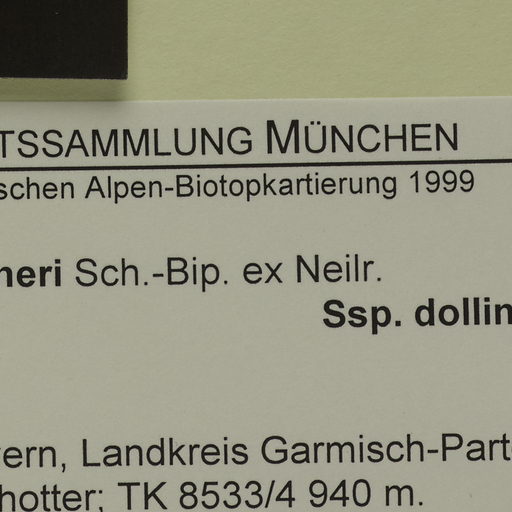 TSSAMMLUNG MÜNCHEN
schen Alpen-Biotopkartierung 1999
neri Sch.-Bip. ex Neilr.
Ssp. dollin
ern, Landkreis Garmisch-Part
hotter; TK 8533/4 940 m.